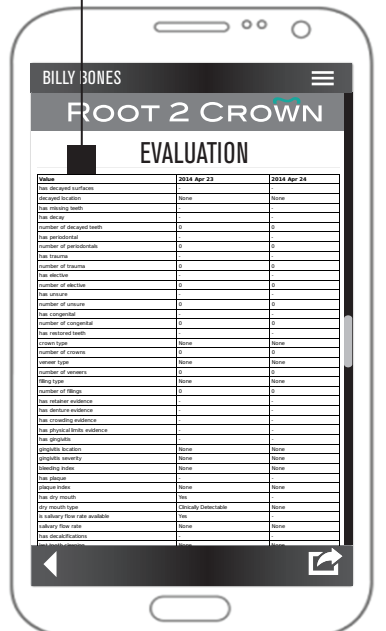 BILLY BONES
ROOT 2 CROWN
EVALUATION
Value 2014 Apr 23 2014 Apr 24
has decayed surfaces - -
decayed location None None
has missing teeth - -
has decay - -
number of decayed teeth 0 0
has periodontal - -
number of periodontals 0 0
has trauma - -
number of trauma 0 0
has elective - -
number of elective 0 0
has unsure - -
number of unsure 0 0
has congenital - -
number of congenital 0 0
has restored teeth - -
crown type None None
number of crowns 0 0
veneer type None None
number of veneers 0 0
filling type None None
number of fillings 0 0
has retainer evidence - -
has denture evidence - -
has crowding evidence - -
has physical limits evidence - -
has gingivitis - -
gingivitis location None None
gingivitis severity None None
bleeding index None None
has plaque - -
plaque index None None
has dry mouth Yes -
dry mouth type Clinically Detectable None
is salivary flow rate available Yes -
salivary flow rate None None
has decalcifications - -
last tooth cleaning None None